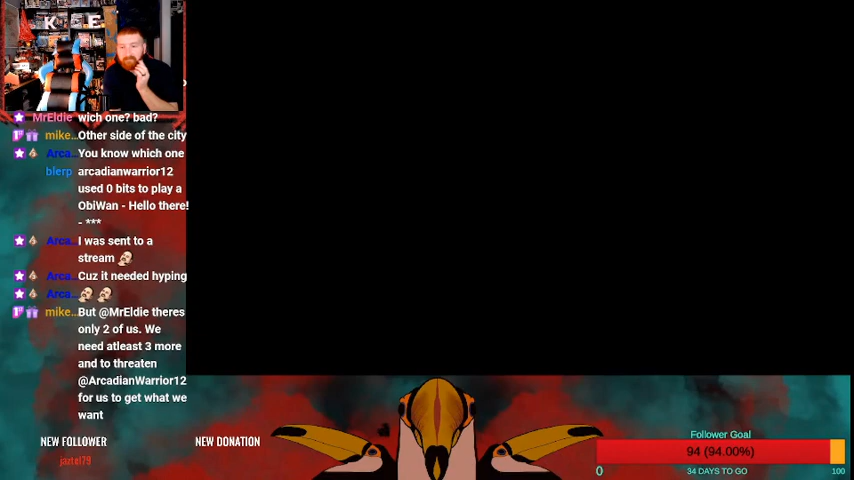 K E
MrEldie wich one? bad?
mike... Other side of the city
Arca... You know which one
blerp arcadianwarrior12
used 0 bits to play a
ObiWan - Hello there!
- ***
Arca... I was sent to a
stream
Arca... Cuz it needed hyping
Arca...
mike... But @MrEldie theres
only 2 of us. We
need atleast 3 more
and to threaten
@ArcadianWarrior12
for us to get what we
want
NEW FOLLOWER
NEW DONATION
Follower Goal
94 (94.00%)
0 34 DAYS TO GO 100